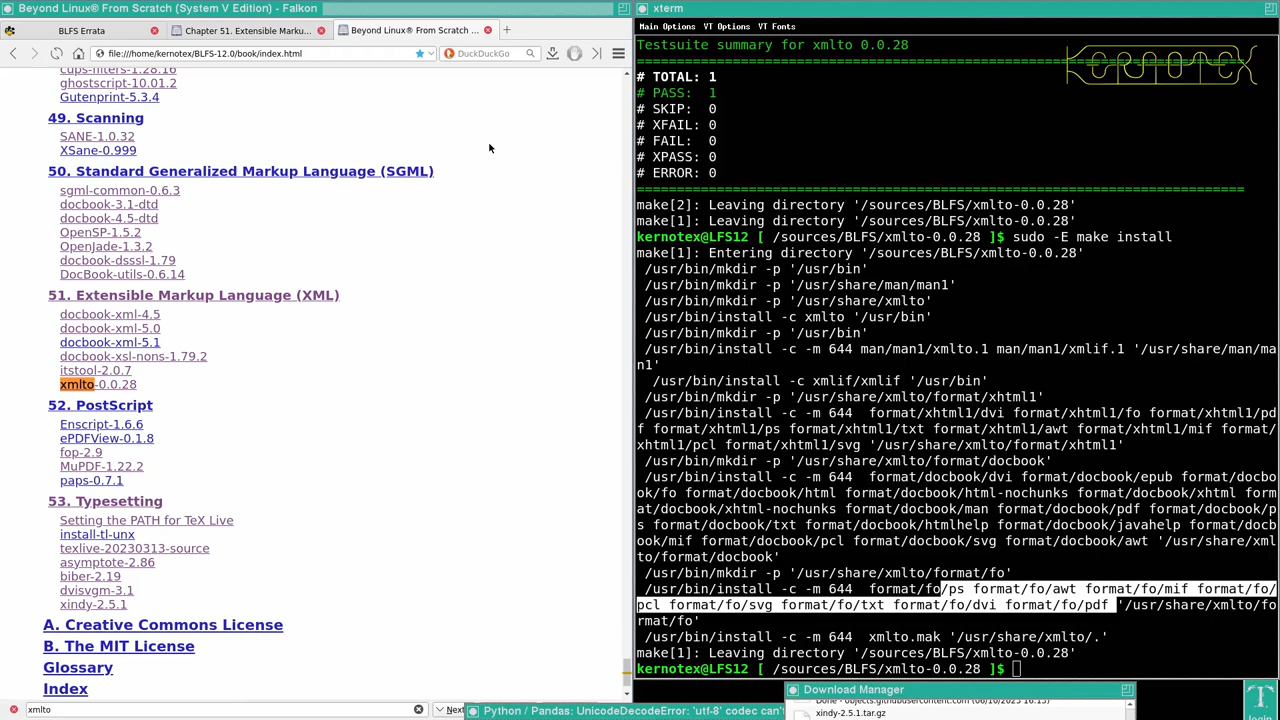 Beyond Linux® From Scratch (System V Edition) - Falkon
BLFS Errata
Chapter 51. Extensible Marku...
Beyond Linux® From Scratch ...
file:///home/kernotex/BLFS-12.0/book/index.html
DuckDuckGo
cups-filters-1.28.16
ghostscript-10.01.2
Gutenprint-5.3.4
49. Scanning
SANE-1.0.32
XSane-0.999
50. Standard Generalized Markup Language (SGML)
sgml-common-0.6.3
docbook-3.1-dtd
docbook-4.5-dtd
OpenSP-1.5.2
OpenJade-1.3.2
docbook-dsssl-1.79
DocBook-utils-0.6.14
51. Extensible Markup Language (XML)
docbook-xml-4.5
docbook-xml-5.0
docbook-xml-5.1
docbook-xsl-nons-1.79.2
itstool-2.0.7
xmlto-0.0.28
52. PostScript
Enscript-1.6.6
ePDFView-0.1.8
fop-2.9
MuPDF-1.22.2
paps-0.7.1
53. Typesetting
Setting the PATH for TeX Live
install-tl-unx
texlive-20230313-source
asymptote-2.86
biber-2.19
dvisvgm-3.1
xindy-2.5.1
A. Creative Commons License
B. The MIT License
Glossary
Index
xmlto
Next
xterm
Main Options VT Options VT Fonts
KERNOTEX
Testsuite summary for xmlto 0.0.28
============================================================================
# TOTAL: 1
# PASS:  1
# SKIP:  0
# XFAIL: 0
# FAIL:  0
# XPASS: 0
# ERROR: 0
============================================================================
make[2]: Leaving directory '/sources/BLFS/xmlto-0.0.28'
make[1]: Leaving directory '/sources/BLFS/xmlto-0.0.28'
kernotex@LFS12 [ /sources/BLFS/xmlto-0.0.28 ]$ sudo -E make install
make[1]: Entering directory '/sources/BLFS/xmlto-0.0.28'
/usr/bin/mkdir -p '/usr/bin'
/usr/bin/mkdir -p '/usr/share/man/man1'
/usr/bin/mkdir -p '/usr/share/xmlto'
/usr/bin/install -c xmlto '/usr/bin'
/usr/bin/mkdir -p '/usr/bin'
/usr/bin/install -c -m 644 man/man1/xmlto.1 man/man1/xmlif.1 '/usr/share/man/ma
n1'
/usr/bin/install -c xmlif/xmlif '/usr/bin'
/usr/bin/mkdir -p '/usr/share/xmlto/format/xhtml1'
/usr/bin/install -c -m 644  format/xhtml1/dvi format/xhtml1/fo format/xhtml1/pd
f format/xhtml1/ps format/xhtml1/txt format/xhtml1/awt format/xhtml1/mif format/
xhtml1/pcl format/xhtml1/svg '/usr/share/xmlto/format/xhtml1'
/usr/bin/mkdir -p '/usr/share/xmlto/format/docbook'
/usr/bin/install -c -m 644  format/docbook/dvi format/docbook/epub format/docbo
ok/fo format/docbook/html format/docbook/html-nochunks format/docbook/xhtml form
at/docbook/xhtml-nochunks format/docbook/man format/docbook/pdf format/docbook/p
s format/docbook/txt format/docbook/htmlhelp format/docbook/javahelp format/docb
ook/mif format/docbook/pcl format/docbook/svg format/docbook/awt '/usr/share/xml
to/format/docbook'
/usr/bin/mkdir -p '/usr/share/xmlto/format/fo'
/usr/bin/install -c -m 644  format/fo/ps format/fo/awt format/fo/mif format/fo/
pcl format/fo/svg format/fo/txt format/fo/dvi format/fo/pdf '/usr/share/xmlto/fo
rmat/fo'
/usr/bin/install -c -m 644  xmlto.mak '/usr/share/xmlto/.'
make[1]: Leaving directory '/sources/BLFS/xmlto-0.0.28'
kernotex@LFS12 [ /sources/BLFS/xmlto-0.0.28 ]$
Python / Pandas: UnicodeDecodeError: 'utf-8' codec can't
Download Manager
xindy-2.5.1.tar.gz